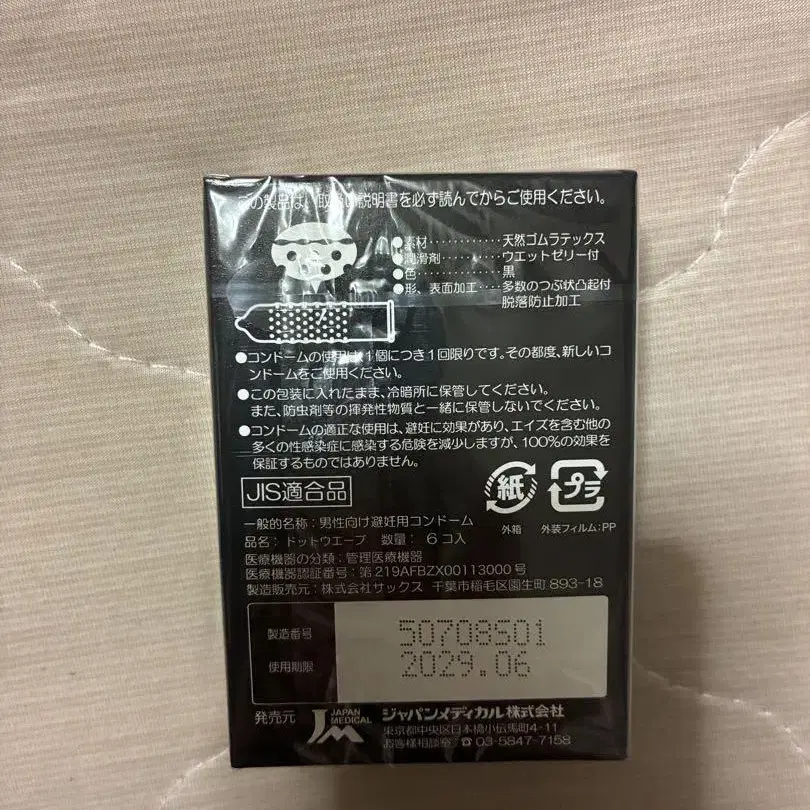 この製品は、取扱い説明書を必ず読んでからご使用ください。
●素材・・・・・・・・・・・・天然ゴムラテックス
●潤滑剤・・・・・・・・・・ウエットゼリー付
●色・・・・・・・・・・・・・・黒
●形、表面加工・・・・多数のつぶ状凸起付
脱落防止加工
●コンドームの使用は、1個につき1回限りです。その都度、新しいコ
ンドームをご使用ください。
●この包装に入れたまま、冷暗所に保管してください。
また、防虫剤等の揮発性物質と一緒に保管しないでください。
●コンドームの適正な使用は、避妊に効果があり、エイズを含む他の
多くの性感染症に感染する危険を減少しますが、100%の効果を
保証するものではありません。
JIS適合品
紙
プラ
外箱
外装フィルム:PP
一般的名称:男性向け避妊用コンドーム
品名:ドットウエーブ 数量:6コ入
医療機器の分類:管理医療機器
医療機器認証番号:第219AFBZX00113000号
製造販売元:株式会社サックス 千葉市稲毛区園生町893-18
製造番号 50708501
使用期限 2029.06
発売元 JM JAPAN MEDICAL ジャパンメディカル株式会社
東京都中央区日本橋小伝馬町4-11
お客様相談室 ☎03-5847-7158